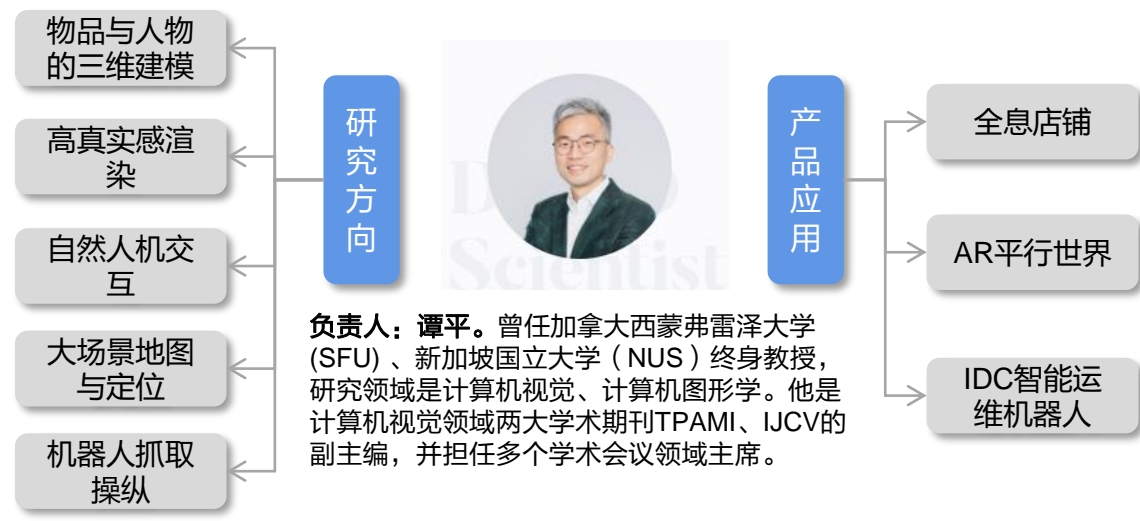 物品与人物
的三维建模
高真实感渲
染
自然人机交
互
大场景地图
与定位
机器人抓取
操纵
研究方向
D
Scientist
产品应用
全息店铺
AR平行世界
IDC智能运
维机器人
负责人：谭平。曾任加拿大西蒙弗雷泽大学
(SFU) 、新加坡国立大学（NUS）终身教授，
研究领域是计算机视觉、计算机图形学。他是
计算机视觉领域两大学术期刊TPAMI、IJCV的
副主编，并担任多个学术会议领域主席。